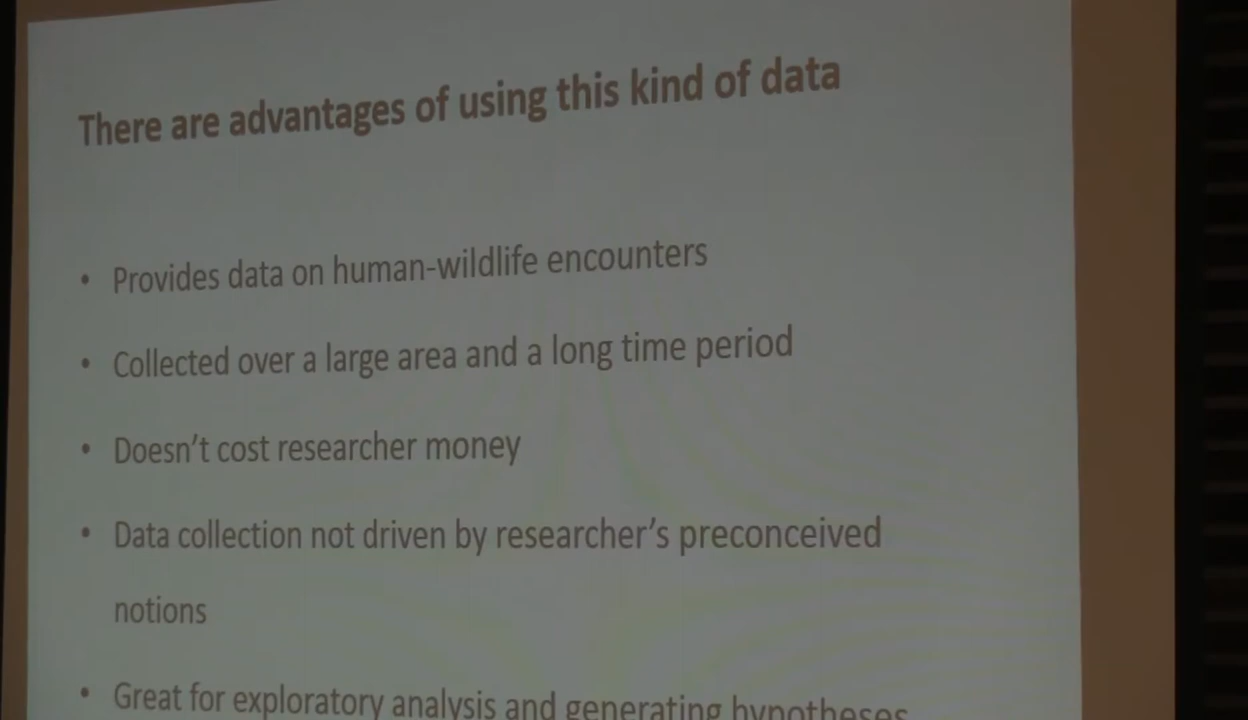 There are advantages of using this kind of data
• Provides data on human-wildlife encounters
• Collected over a large area and a long time period
• Doesn't cost researcher money
• Data collection not driven by researcher's preconceived
notions
• Great for exploratory analysis and generating hypotheses